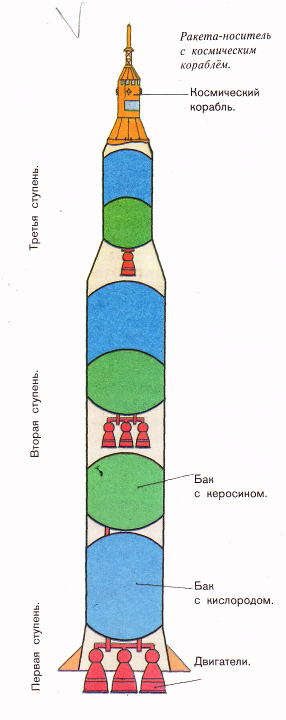 Ракета-носитель
с космическим
кораблём.
Космический
корабль.
Третья ступень.
Вторая ступень.
Бак
с керосином.
Бак
с кислородом.
Первая ступень.
Двигатели.